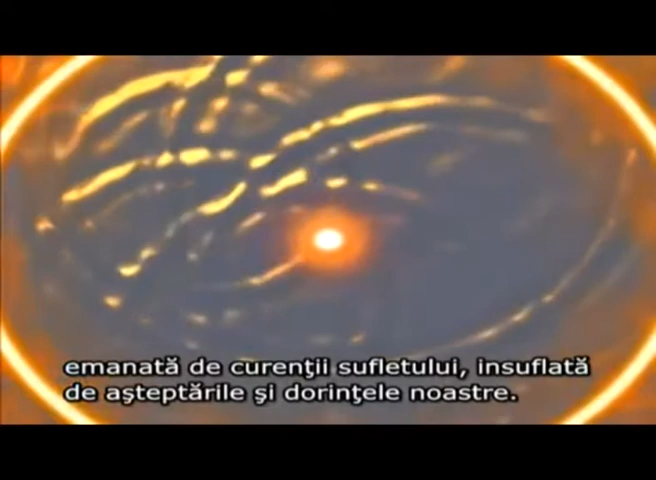 emanată de curenţii sufletului, insuflată
de aşteptările şi dorinţele noastre.